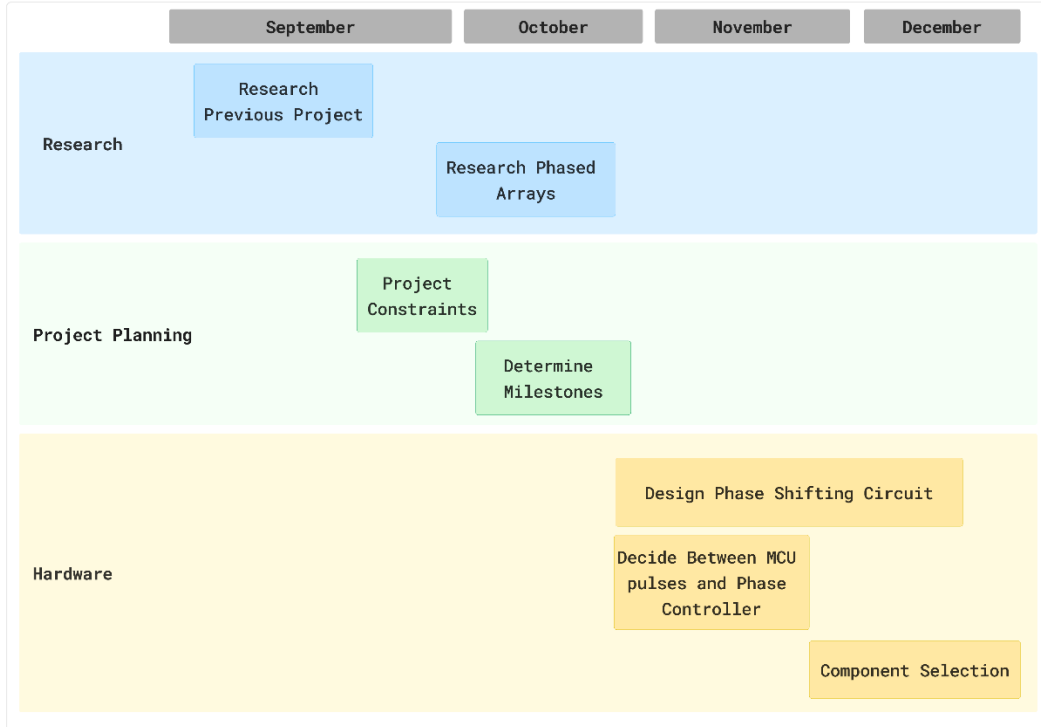 September
October
November
December
Research
Research
Previous Project
Research Phased
Arrays
Project Planning
Project
Constraints
Determine
Milestones
Hardware
Design Phase Shifting Circuit
Decide Between MCU
pulses and Phase
Controller
Component Selection